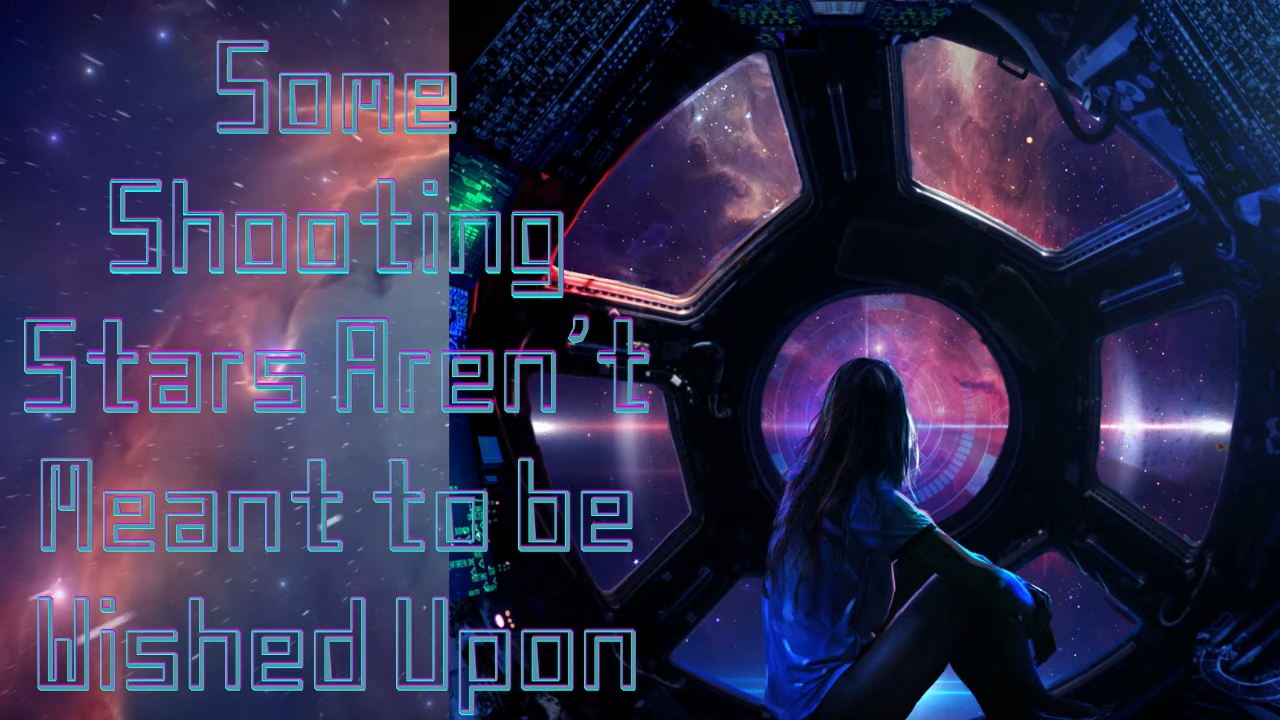 Some
Shooting
Stars Aren't
Meant to be
Wished Upon